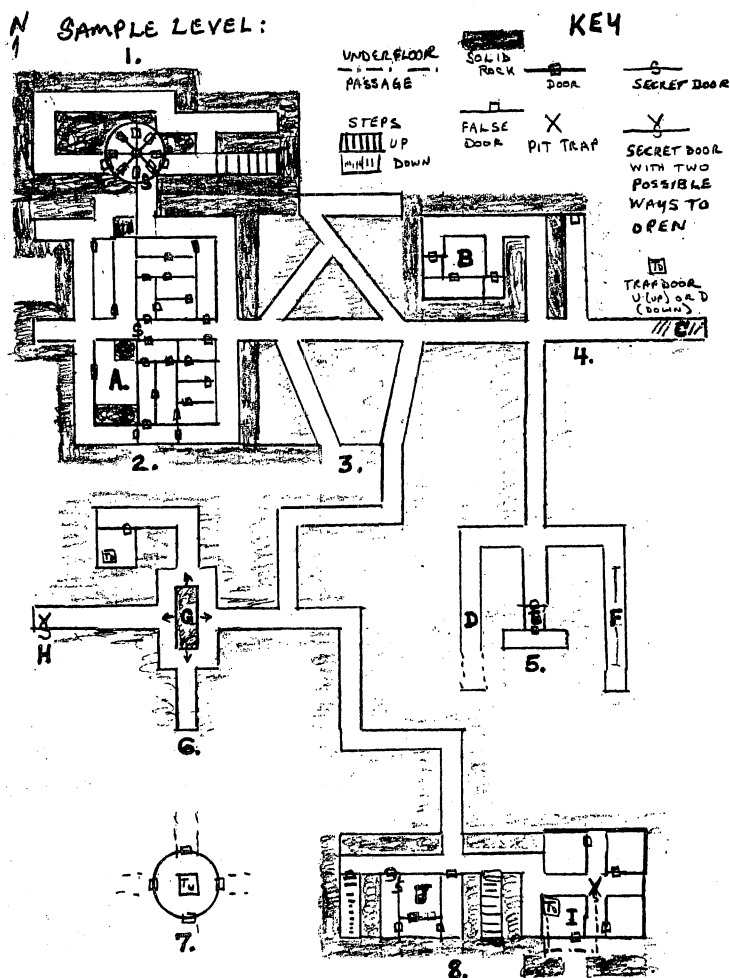 N
SAMPLE LEVEL:
1.
KEY
UNDERFLOOR
PASSAGE
SOLID
ROCK
DOOR
SECRET DOOR
STEPS
UP
DOWN
FALSE
DOOR
PIT TRAP
SECRET DOOR
WITH TWO
POSSIBLE
WAYS TO
OPEN
TD
TRAPDOOR
U (UP) OR D
(DOWN)
S
B
S
C
4.
A.
2.
3.
G
D
E
F
H
5.
6.
TU
7.
S
S
J
I
8.